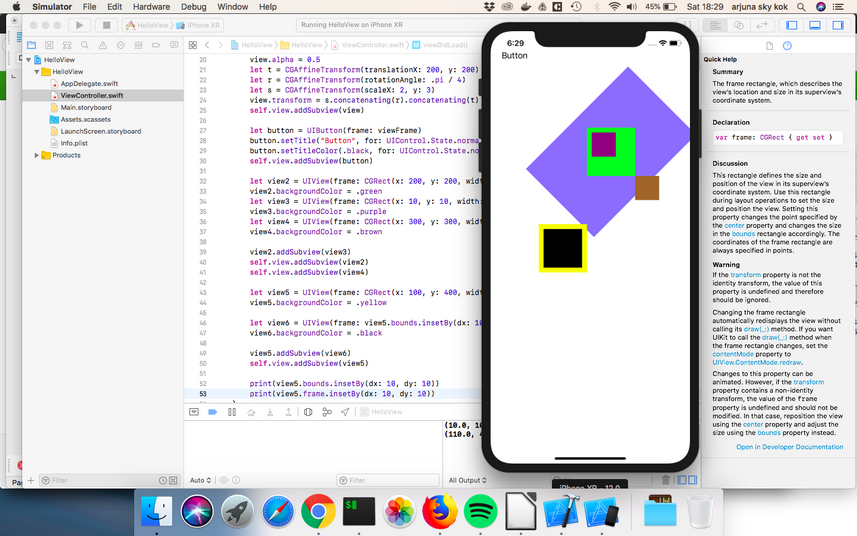 Simulator File Edit Hardware Debug Window Help 45% Sat 18:29 arjuna sky kok
HelloView iPhone XR Running HelloView on iPhone XR
HelloView HelloView ViewController.swift viewDidLoad()
HelloView
HelloView
AppDelegate.swift
ViewController.swift
Main.storyboard
Assets.xcassets
LaunchScreen.storyboard
Info.plist
Products
Filter
20 view.alpha = 0.5
21 let t = CGAffineTransform(translationX: 200, y: 200)
22 let r = CGAffineTransform(rotationAngle: .pi / 4)
23 let s = CGAffineTransform(scaleX: 2, y: 3)
24 view.transform = s.concatenating(r).concatenating(t)
25 self.view.addSubview(view)
26
27 let button = UIButton(frame: viewFrame)
28 button.setTitle("Button", for: UIControl.State.norma
29 button.setTitleColor(.black, for: UIControl.State.no
30 self.view.addSubview(button)
31
32 let view2 = UIView(frame: CGRect(x: 200, y: 200, widt
33 view2.backgroundColor = .green
34 let view3 = UIView(frame: CGRect(x: 10, y: 10, width:
35 view3.backgroundColor = .purple
36 let view4 = UIView(frame: CGRect(x: 300, y: 300, widt
37 view4.backgroundColor = .brown
38
39 view2.addSubview(view3)
40 self.view.addSubview(view2)
41 self.view.addSubview(view4)
42
43 let view5 = UIView(frame: CGRect(x: 100, y: 400, widt
44 view5.backgroundColor = .yellow
45
46 let view6 = UIView(frame: view5.bounds.insetBy(dx: 10
47 view6.backgroundColor = .black
48
49 view5.addSubview(view6)
50 self.view.addSubview(view5)
51
52 print(view5.bounds.insetBy(dx: 10, dy: 10))
53 print(view5.frame.insetBy(dx: 10, dy: 10))
HelloView
(10.0, 10
(110.0, 4
Auto Filter All Output
6:29
Button
iPhone XR - 12.0
Quick Help
Summary
The frame rectangle, which describes the
view's location and size in its superview's
coordinate system.
Declaration
var frame: CGRect { get set }
Discussion
This rectangle defines the size and
position of the view in its superview's
coordinate system. Use this rectangle
during layout operations to set the size
and position the view. Setting this
property changes the point specified by
the center property and changes the size
in the bounds rectangle accordingly. The
coordinates of the frame rectangle are
always specified in points.
Warning
If the transform property is not the
identity transform, the value of this
property is undefined and therefore
should be ignored.
Changing the frame rectangle
automatically redisplays the view without
calling its draw(_:) method. If you want
UIKit to call the draw(_:) method when
the frame rectangle changes, set the
contentMode property to
UIView.ContentMode.redraw.
Changes to this property can be
animated. However, if the transform
property contains a non-identity
transform, the value of the frame
property is undefined and should not be
modified. In that case, reposition the view
using the center property and adjust the
size using the bounds property instead.
Open in Developer Documentation